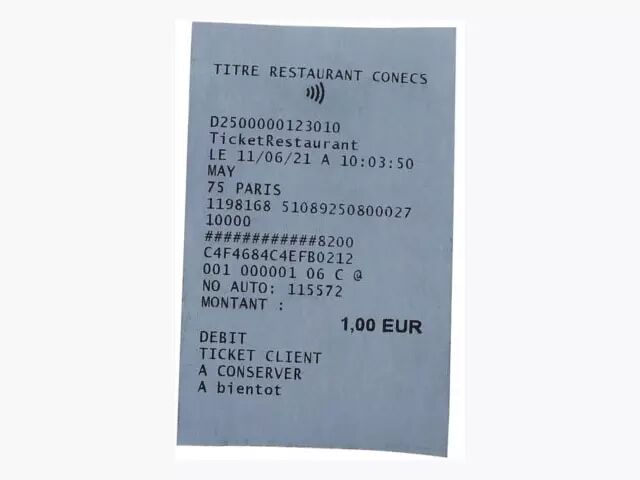 TITRE RESTAURANT CONECS
D2500000123010
TicketRestaurant
LE 11/06/21 A 10:03:50
MAY
75 PARIS
1198168 51089250800027
10000
############8200
C4F4684C4EFB0212
001 000001 06 C @
NO AUTO: 115572
MONTANT :
1,00 EUR
DEBIT
TICKET CLIENT
A CONSERVER
A bientot